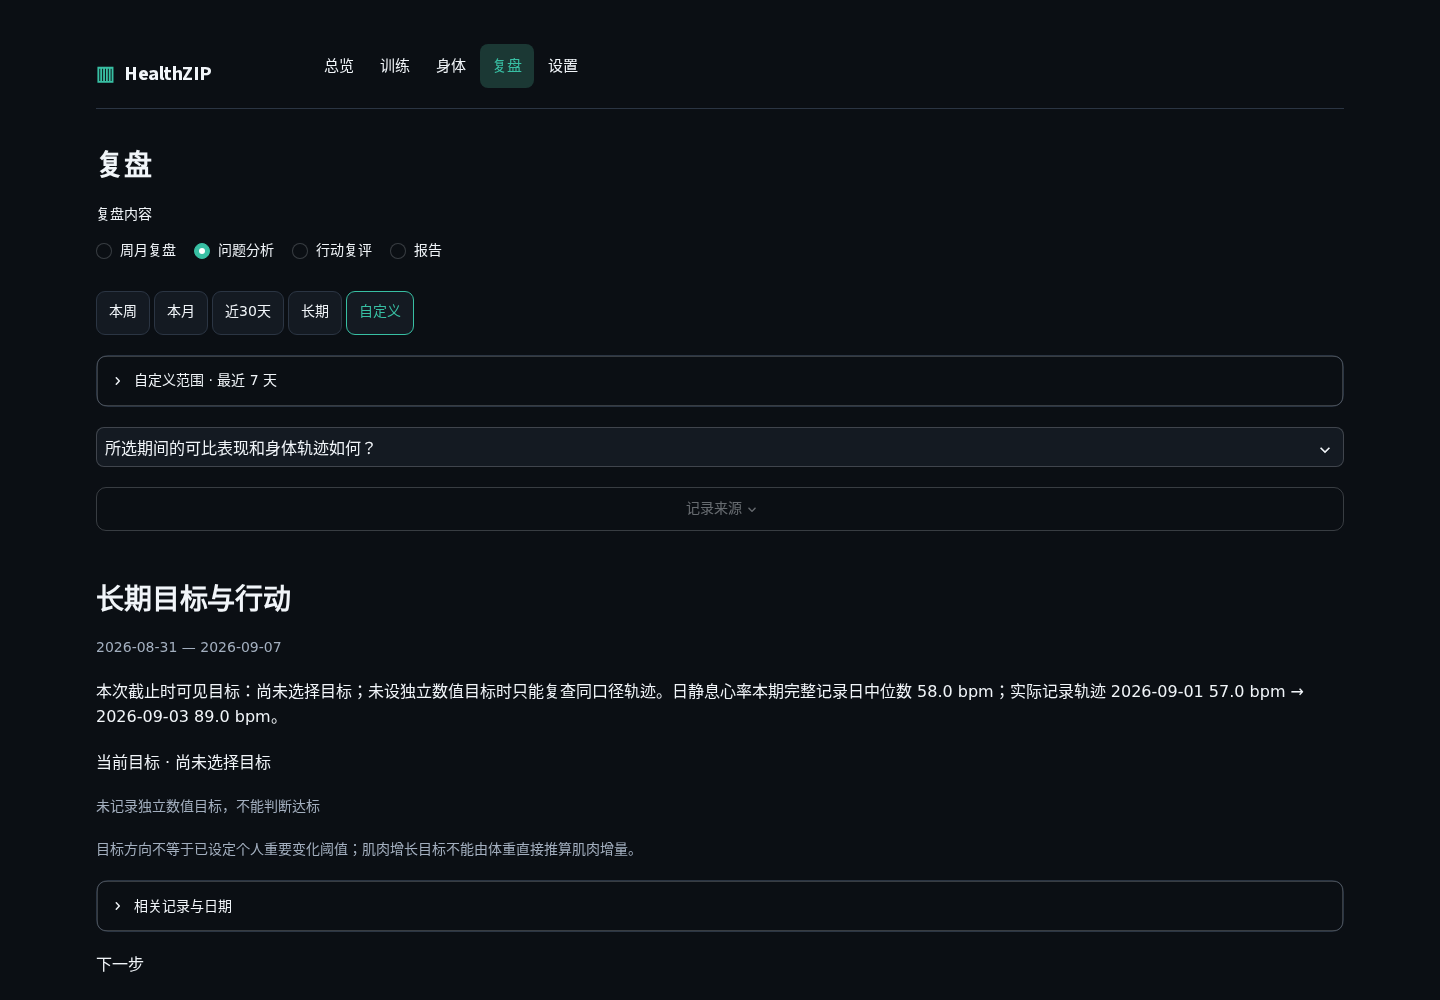 HealthZIP
总览 训练 身体 复盘 设置
复盘
复盘内容
周月复盘 问题分析 行动复评 报告
本周 本月 近30天 长期 自定义
自定义范围 · 最近 7 天
所选期间的可比表现和身体轨迹如何？
记录来源
长期目标与行动
2026-08-31 — 2026-09-07
本次截止时可见目标：尚未选择目标；未设独立数值目标时只能复查同口径轨迹。日静息心率本期完整记录日中位数 58.0 bpm；实际记录轨迹 2026-09-01 57.0 bpm →
2026-09-03 89.0 bpm。
当前目标 · 尚未选择目标
未记录独立数值目标，不能判断达标
目标方向不等于已设定个人重要变化阈值；肌肉增长目标不能由体重直接推算肌肉增量。
相关记录与日期
下一步